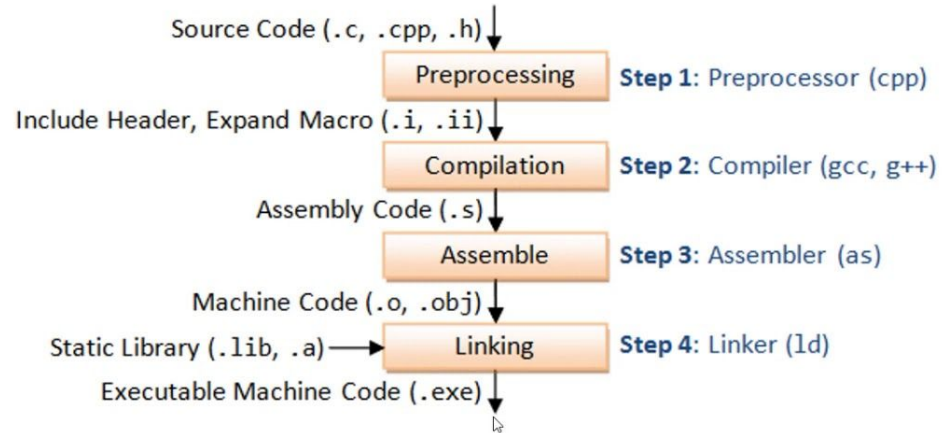 Source Code (.c, .cpp, .h)
Preprocessing
Step 1: Preprocessor (cpp)
Include Header, Expand Macro (.i, .ii)
Compilation
Step 2: Compiler (gcc, g++)
Assembly Code (.s)
Assemble
Step 3: Assembler (as)
Machine Code (.o, .obj)
Static Library (.lib, .a)
Linking
Step 4: Linker (ld)
Executable Machine Code (.exe)